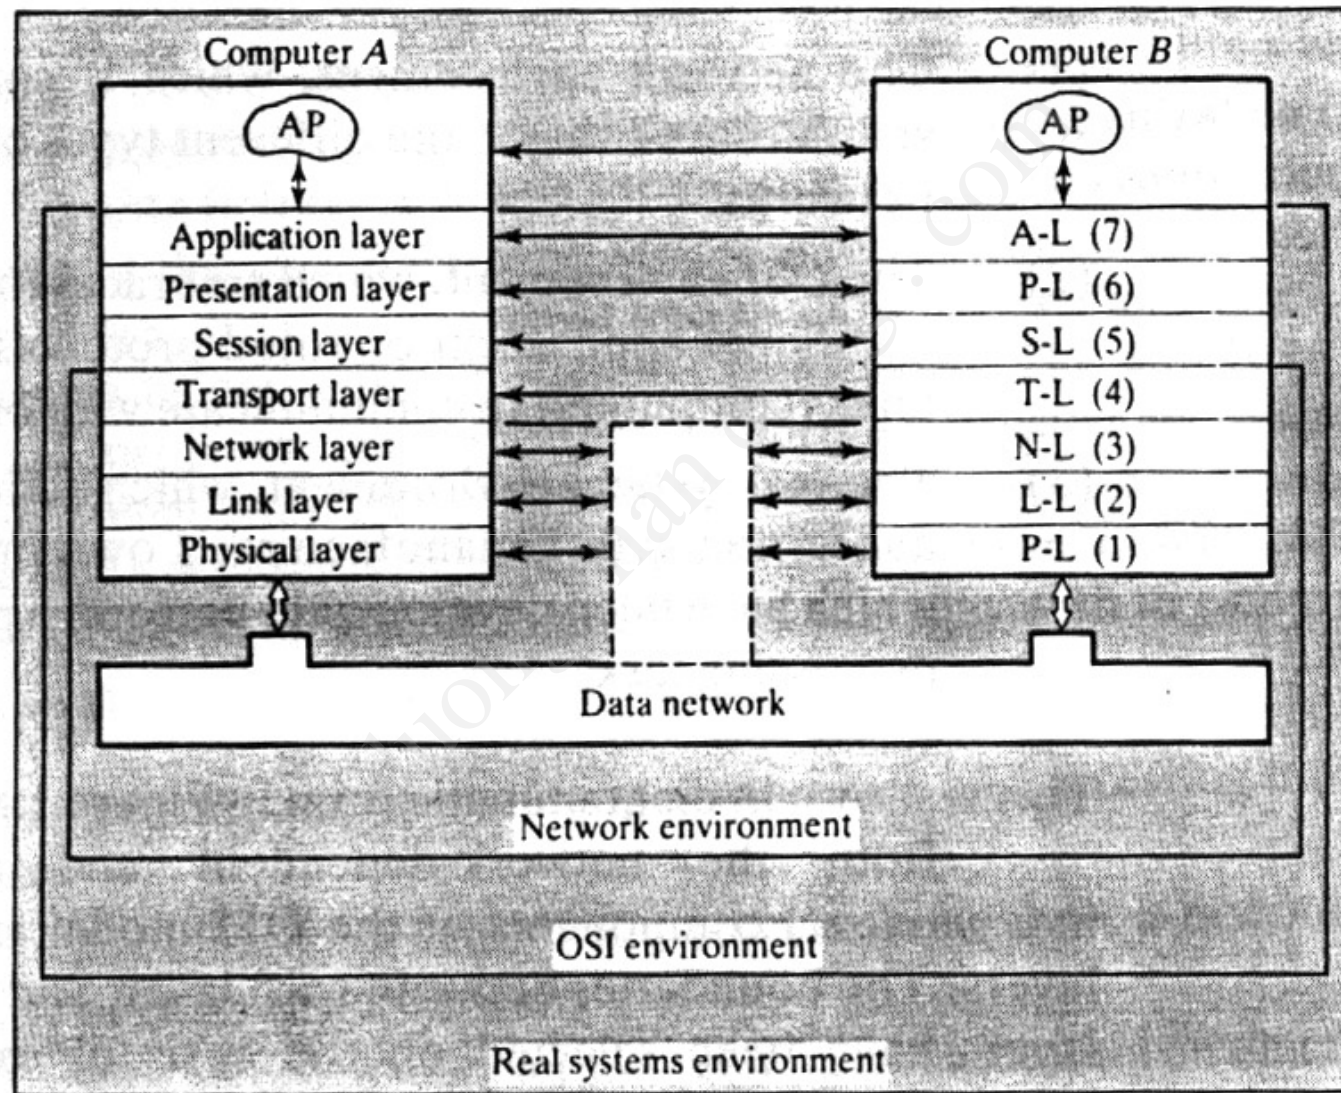 Computer A
Computer B
AP
AP
Application layer
A-L (7)
Presentation layer
P-L (6)
Session layer
S-L (5)
Transport layer
T-L (4)
Network layer
N-L (3)
Link layer
L-L (2)
Physical layer
P-L (1)
Data network
Network environment
OSI environment
Real systems environment